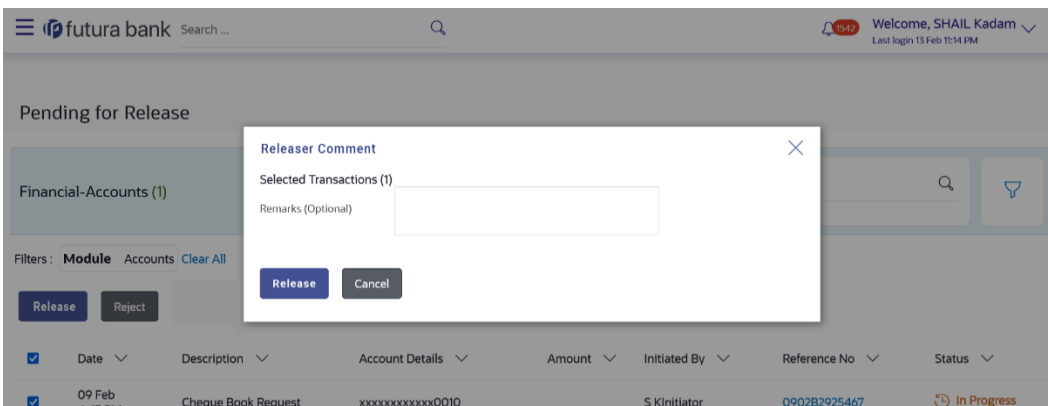 futura bank Search ... 1542 Welcome, SHAIL Kadam
Last login 13 Feb 11:14 PM
Pending for Release
Releaser Comment
Selected Transactions (1)
Financial-Accounts (1)
Remarks (Optional)
Filters : Module Accounts Clear All
Release Cancel
Release Reject
Date Description Account Details Amount Initiated By Reference No Status
09 Feb
Cheque Book Request xxxxxxxxxxxx0010 S KInitiator 0902B2925467 In Progress